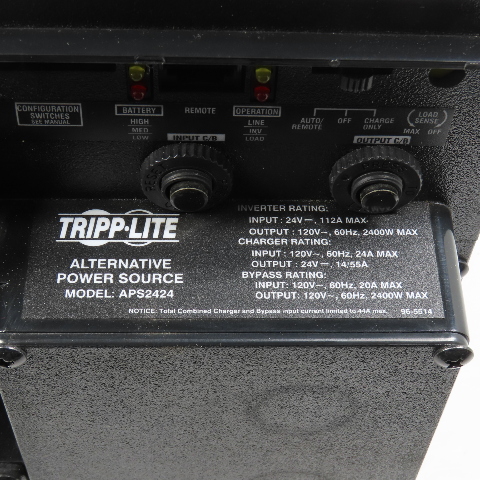 CONFIGURATION
SWITCHES
SEE MANUAL
BATTERY
HIGH
MED
LOW
REMOTE
OPERATION
LINE
INV
LOAD
AUTO/
REMOTE
OFF
CHARGE
ONLY
LOAD
SENSE
MAX OFF
INPUT C/B
OUTPUT C/B
TRIPP·LITE
ALTERNATIVE
POWER SOURCE
MODEL: APS2424
INVERTER RATING:
INPUT: 24V⎓, 112A MAX
OUTPUT: 120V~, 60Hz, 2400W MAX
CHARGER RATING:
INPUT: 120V~, 60Hz, 24A MAX
OUTPUT: 24V⎓ 14/55A
BYPASS RATING:
INPUT: 120V~, 60Hz, 20A MAX
OUTPUT: 120V~, 60Hz, 2400W MAX
NOTICE: Total Combined Charger and Bypass input current limited to 44A max.
96-5514